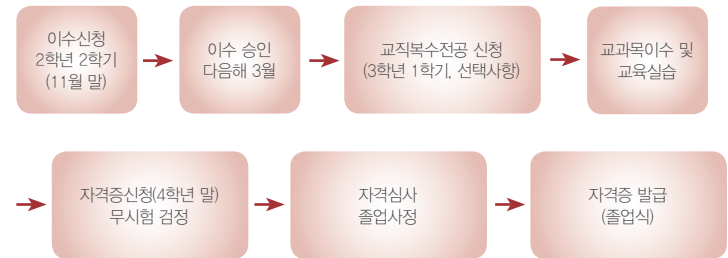 이수신청
2학년 2학기
(11월 말)
이수 승인
다음해 3월
교직복수전공 신청
(3학년 1학기, 선택사항)
교과목이수 및
교육실습
자격증신청(4학년 말)
무시험 검정
자격심사
졸업사정
자격증 발급
(졸업식)